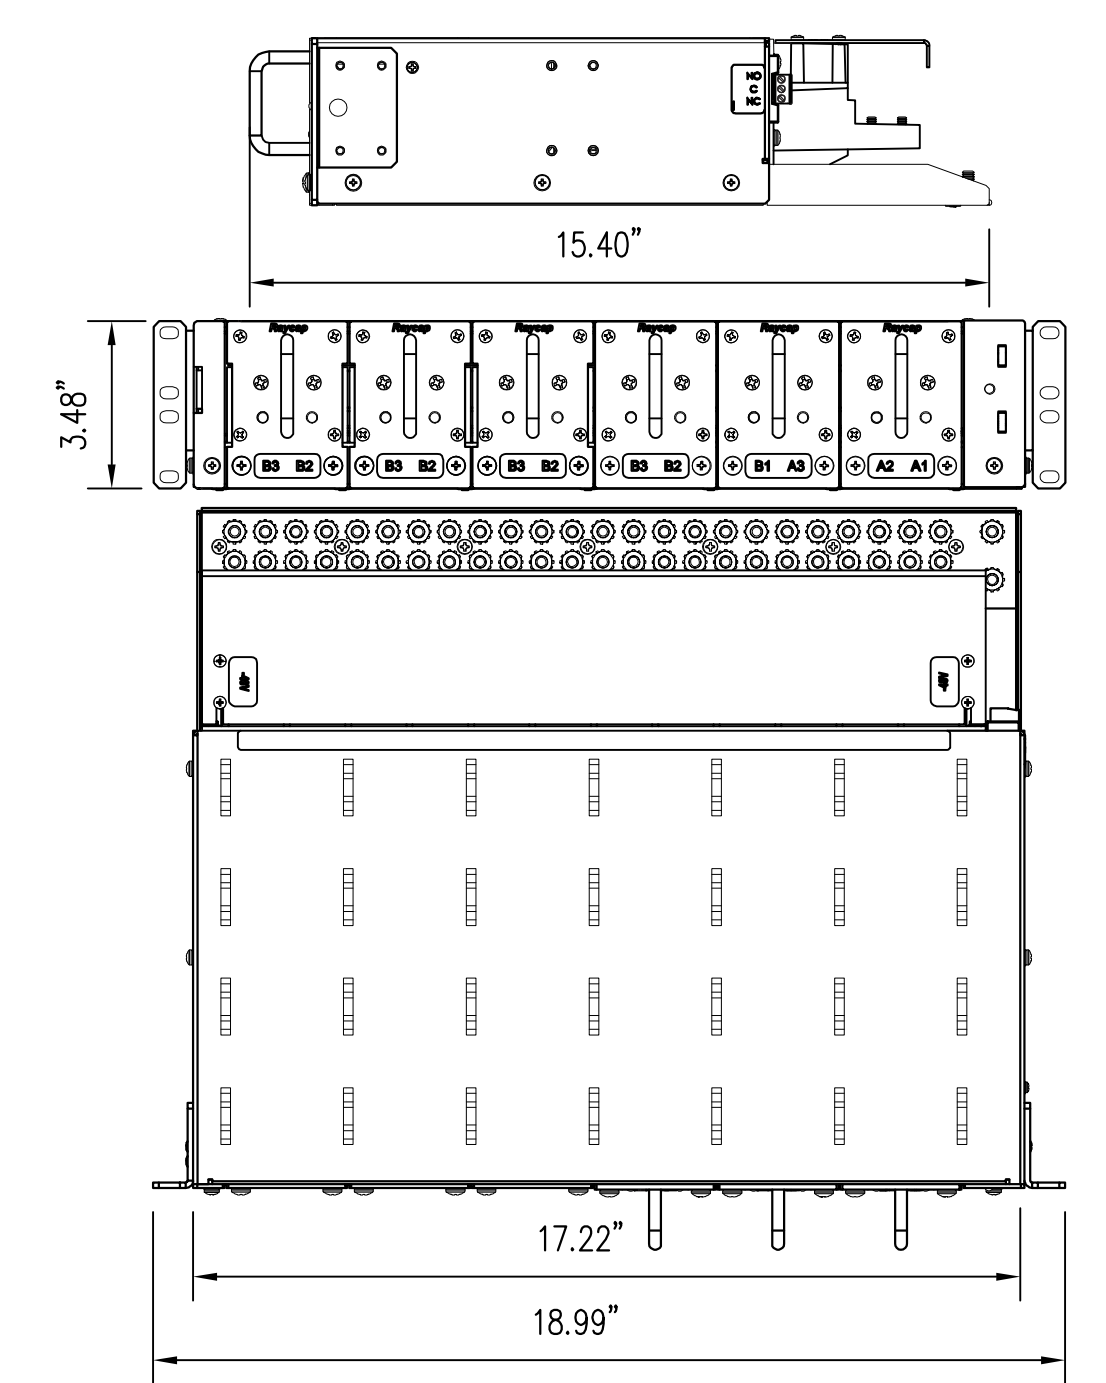 NO
C
NC
15.40”
Raycap Raycap Raycap Raycap Raycap Raycap
3.48”
B3 B2 B3 B2 B3 B2 B3 B2 B1 A3 A2 A1
-48V
17.22”
18.99”